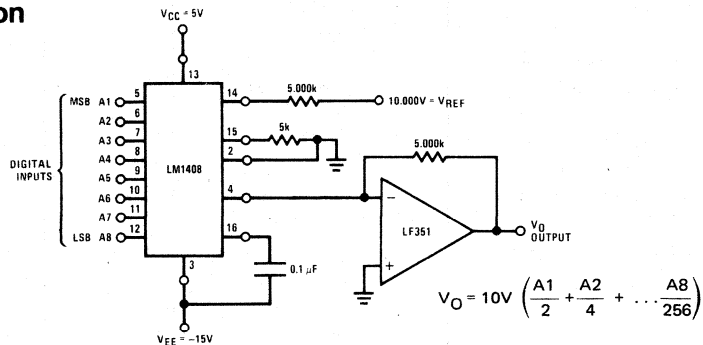 on
VCC = 5V
13
MSB A1 5
A2 6
A3 7
A4 8
A5 9
A6 10
A7 11
LSB A8 12
DIGITAL
INPUTS
LM1408
14 5.000k 10.000V = VREF
15 5k
2
4
16
0.1 μF
3
VEE = −15V
5.000k
−
LF351
+
VO
OUTPUT
VO = 10V (A1/2 + A2/4 + ... A8/256)